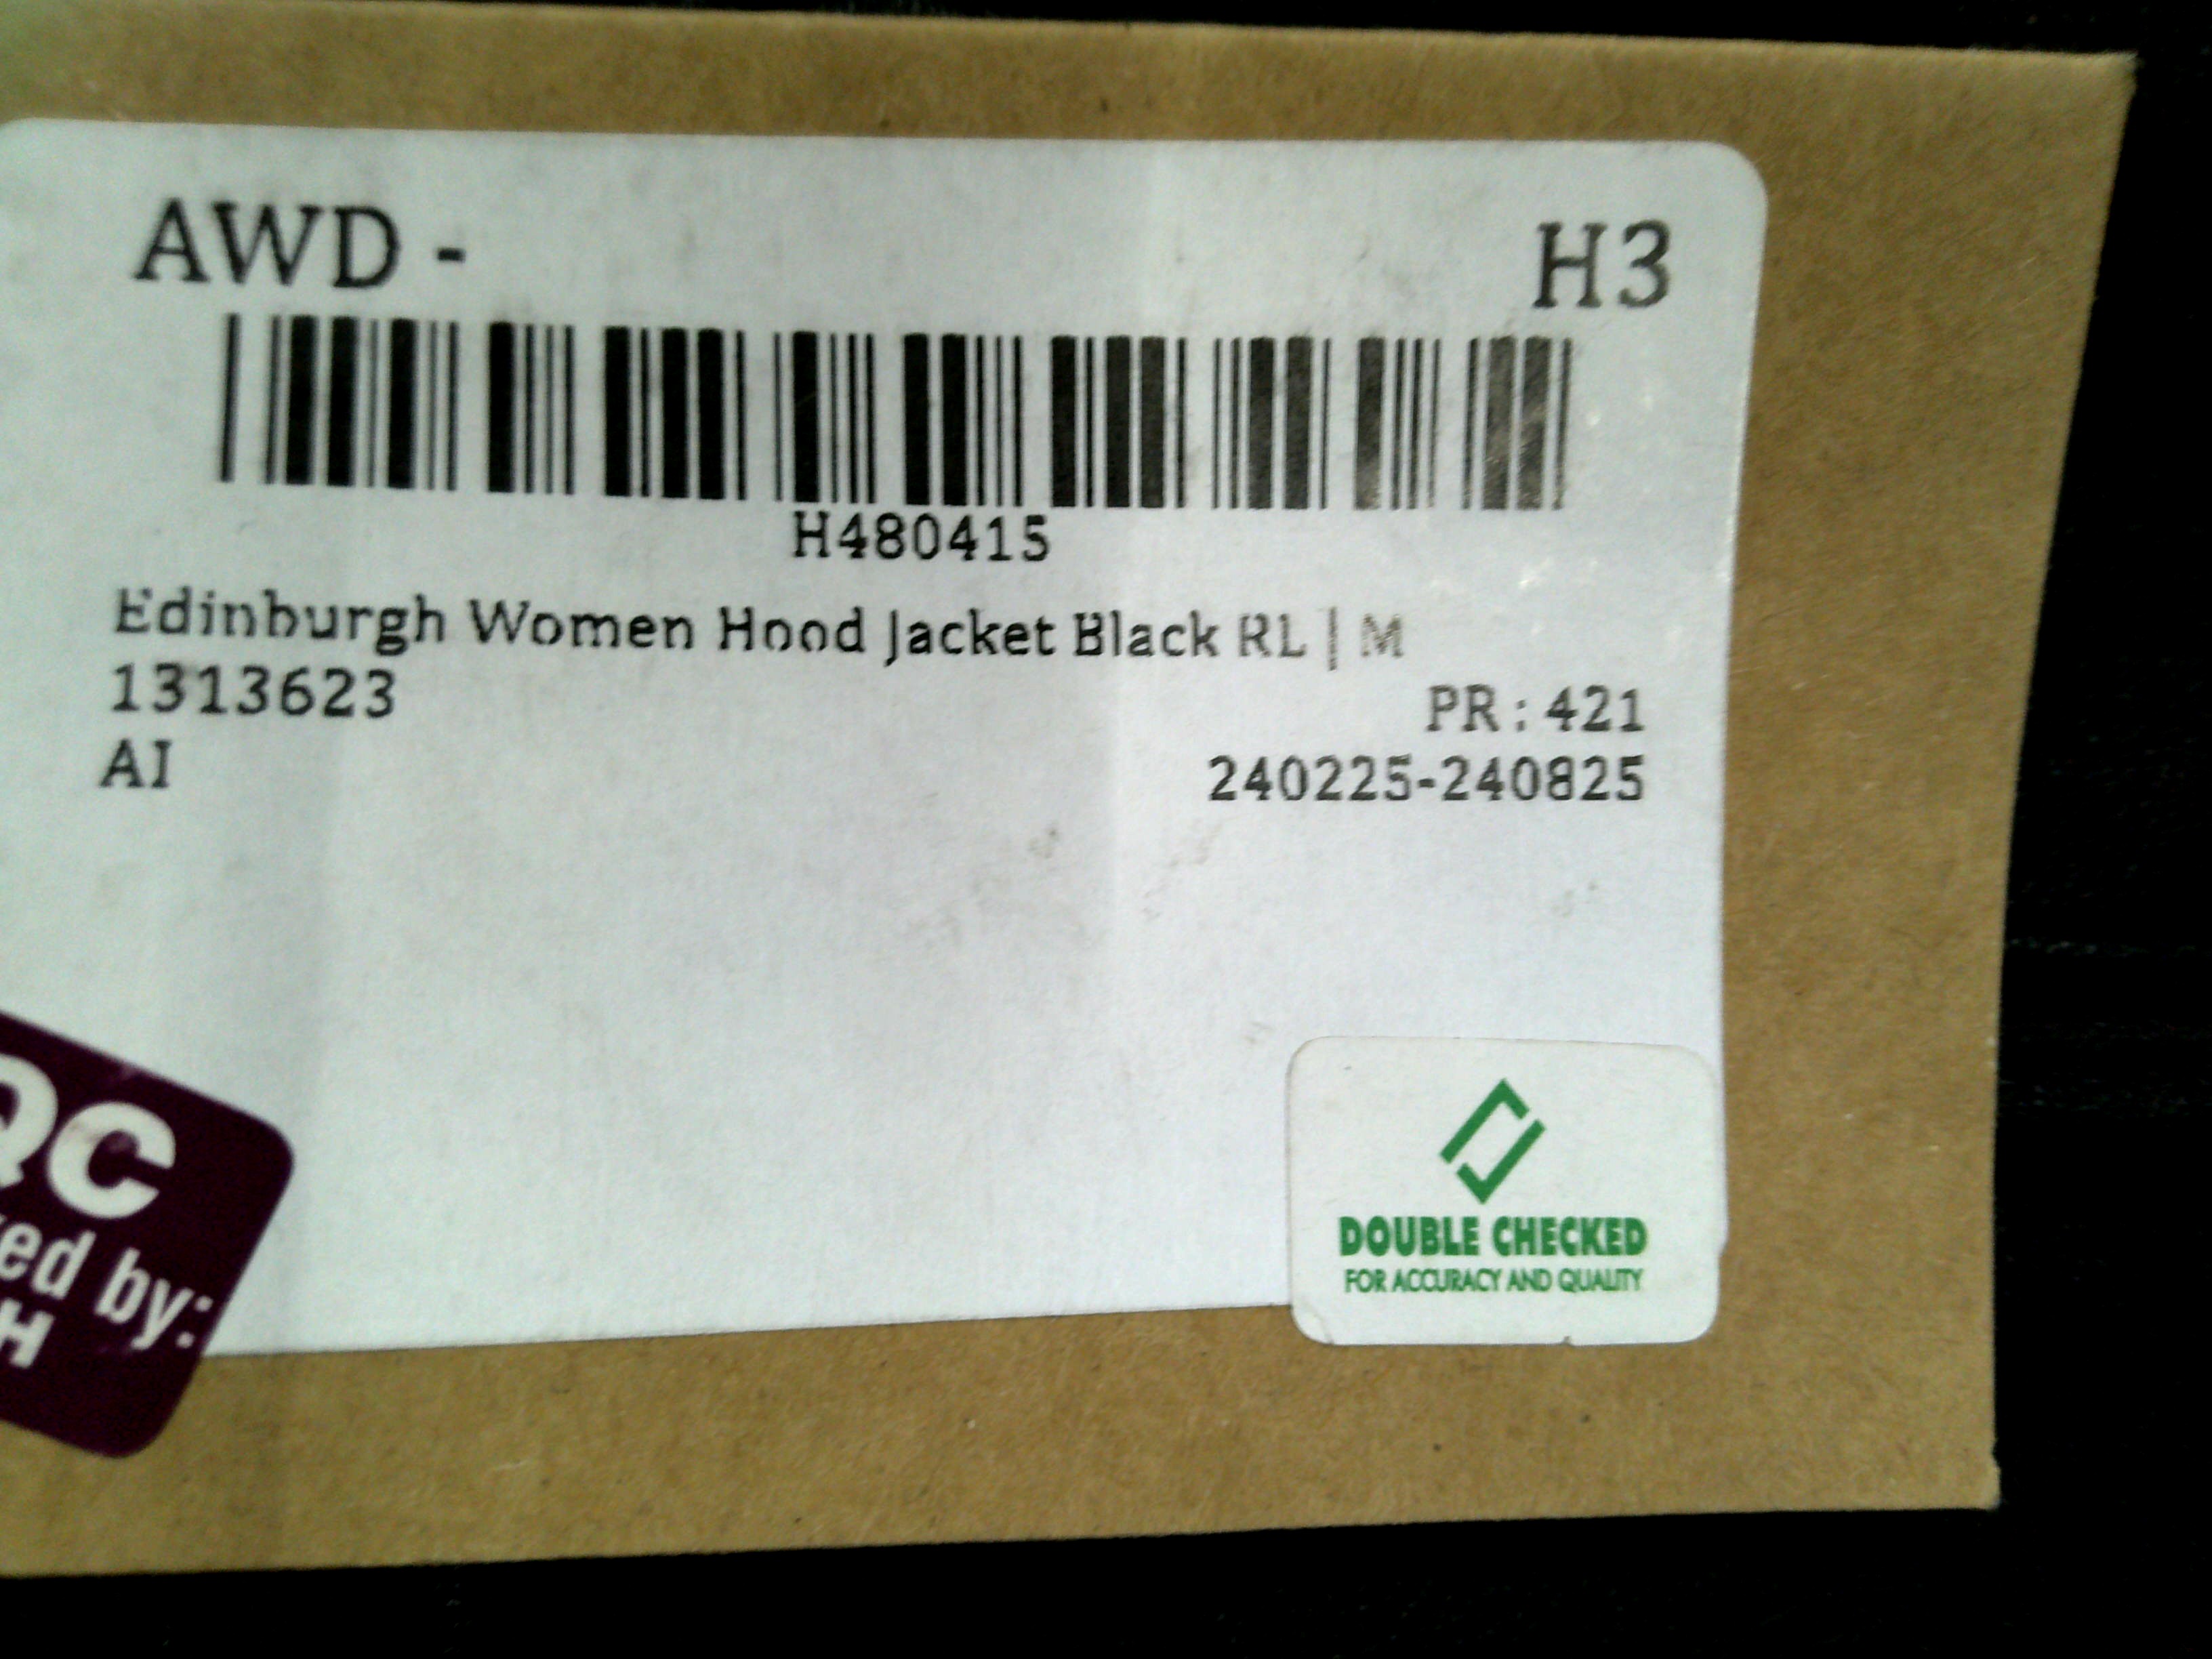 AWD -
H3
H480415
Edinburgh Women Hood Jacket Black RL | M
1313623
PR : 421
AI
240225-240825
QC
ed by:
H
DOUBLE CHECKED
FOR ACCURACY AND QUALITY